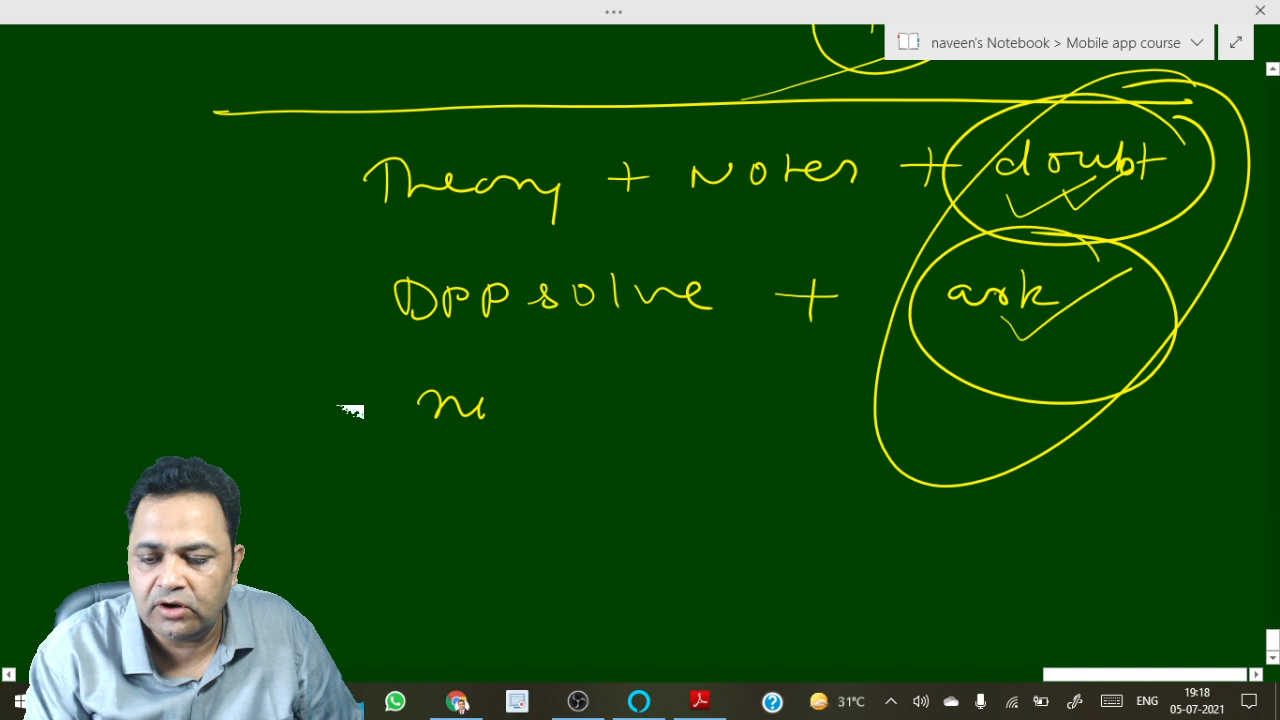 naveen's Notebook > Mobile app course
Theory + Notes + doubt
DPP solve + ask
31°C
ENG
19:18
05-07-2021